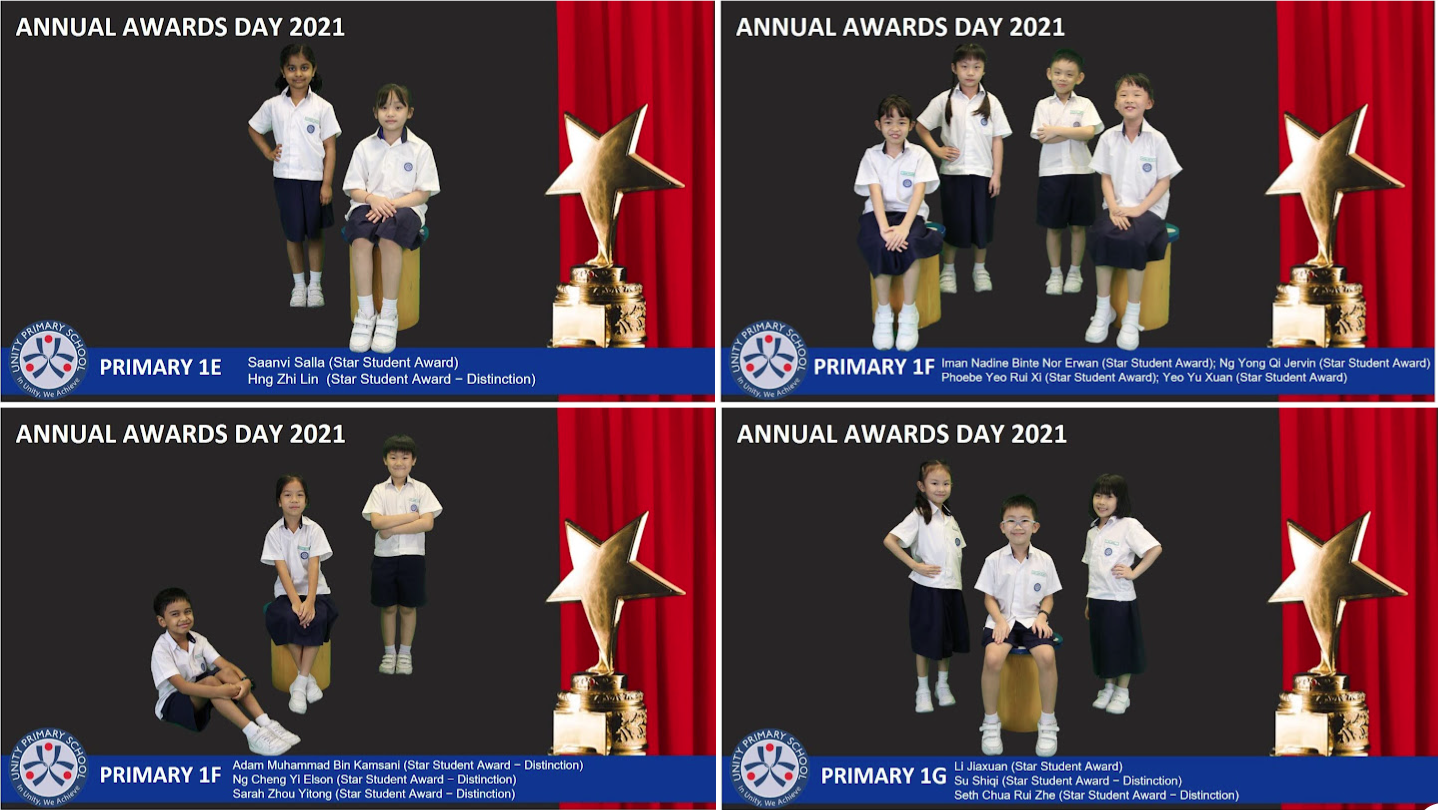 ANNUAL AWARDS DAY 2021
UNITY PRIMARY SCHOOL
In Unity, We Achieve
PRIMARY 1E
Saanvi Salla (Star Student Award)
Hng Zhi Lin (Star Student Award – Distinction)
ANNUAL AWARDS DAY 2021
UNITY PRIMARY SCHOOL
In Unity, We Achieve
PRIMARY 1F
Iman Nadine Binte Nor Erwan (Star Student Award); Ng Yong Qi Jervin (Star Student Award)
Phoebe Yeo Rui Xi (Star Student Award); Yeo Yu Xuan (Star Student Award)
ANNUAL AWARDS DAY 2021
UNITY PRIMARY SCHOOL
In Unity, We Achieve
PRIMARY 1F
Adam Muhammad Bin Kamsani (Star Student Award – Distinction)
Ng Cheng Yi Elson (Star Student Award – Distinction)
Sarah Zhou Yitong (Star Student Award – Distinction)
ANNUAL AWARDS DAY 2021
UNITY PRIMARY SCHOOL
In Unity, We Achieve
PRIMARY 1G
Li Jiaxuan (Star Student Award)
Su Shiqi (Star Student Award – Distinction)
Seth Chua Rui Zhe (Star Student Award – Distinction)